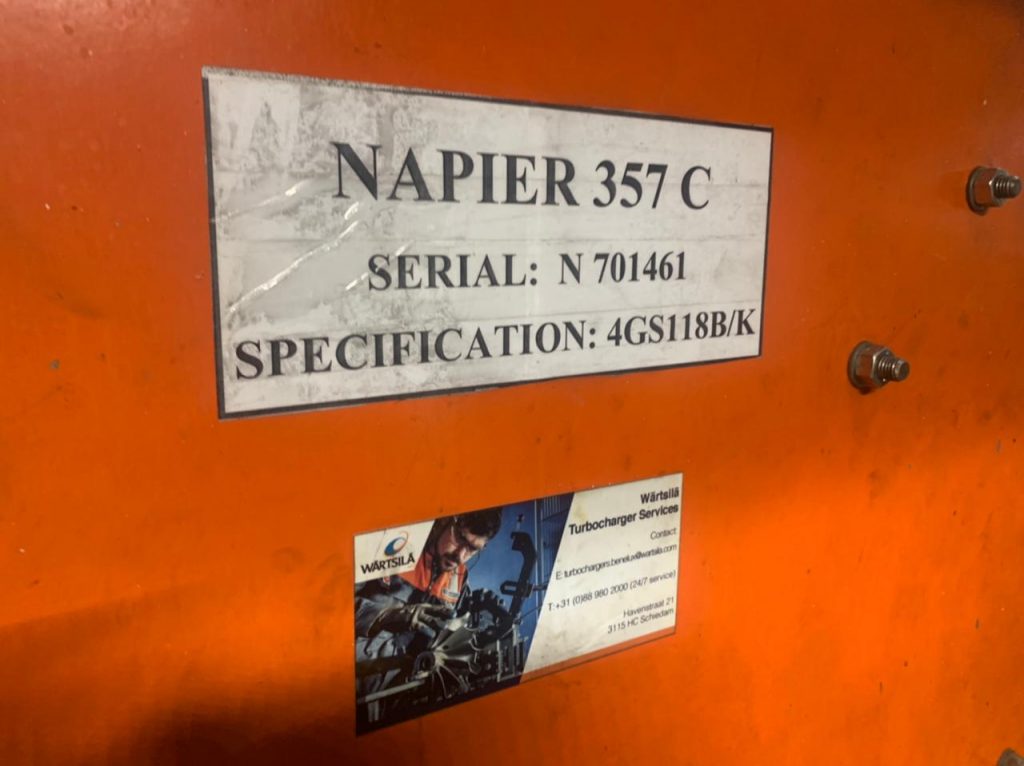 NAPIER 357 C
SERIAL: N 701461
SPECIFICATION: 4GS118B/K
WÄRTSILÄ
Wärtsilä
Turbocharger Services
Contact:
E: turbochargers.benelux@wartsila.com
T: +31 (0)88 980 2000 (24/7 service)
Havenstraat 21
3115 HC Schiedam